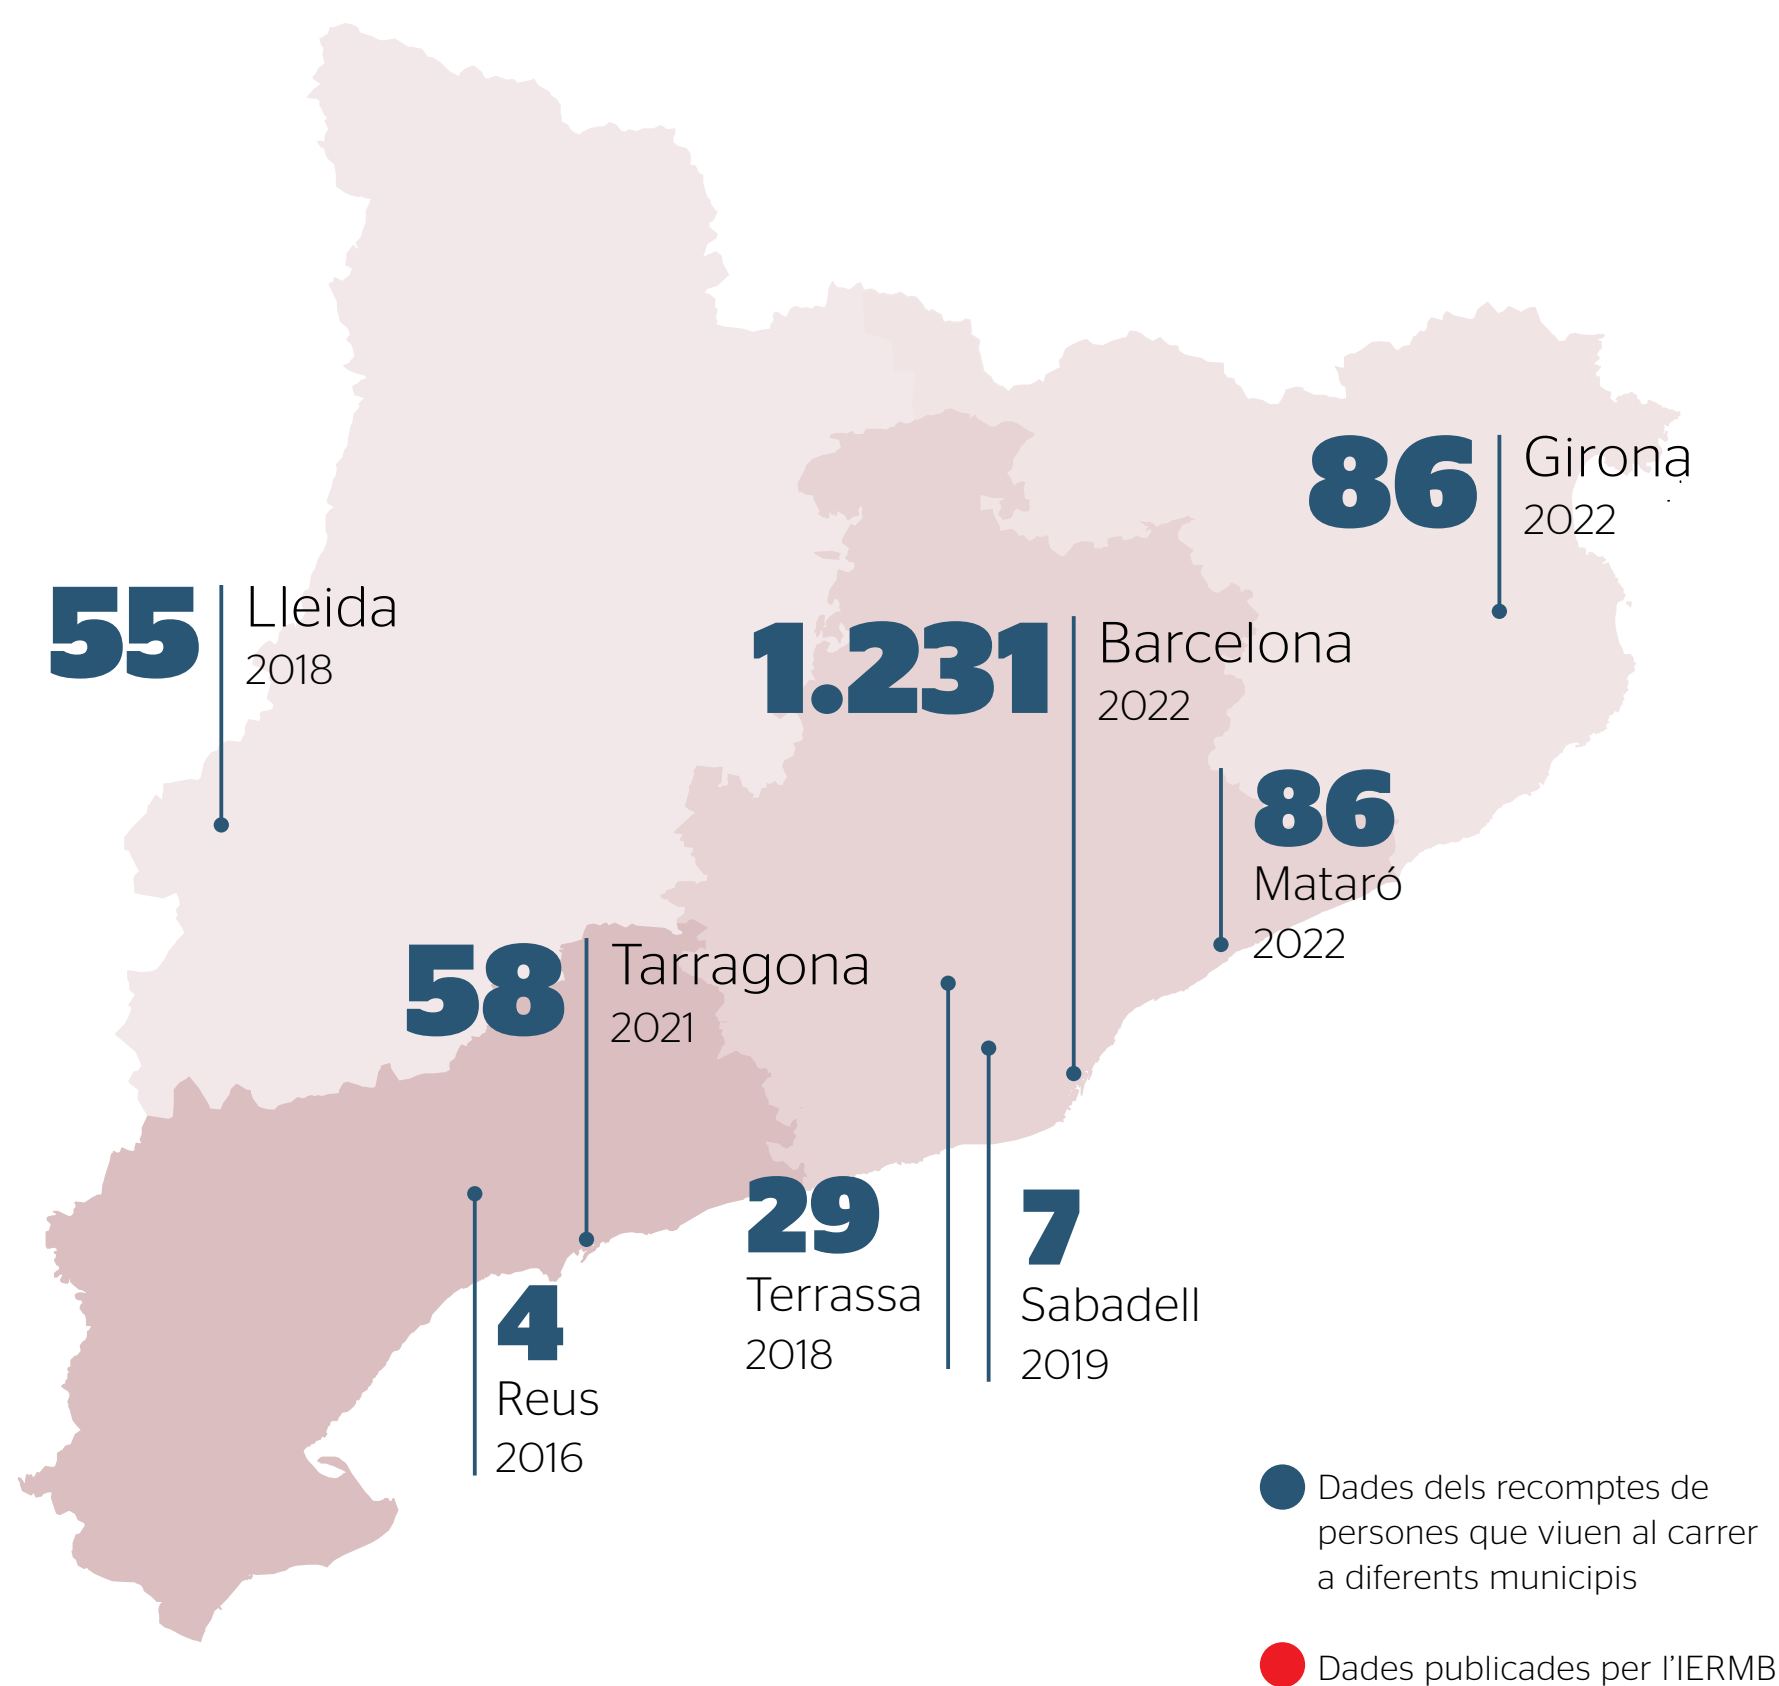 86
Girona
2022
55
Lleida
2018
1.231
Barcelona
2022
86
Mataró
2022
58
Tarragona
2021
29
Terrassa
2018
7
Sabadell
2019
4
Reus
2016
Dades dels recomptes de
persones que viuen al carrer
a diferents municipis
Dades publicades per l’IERMB